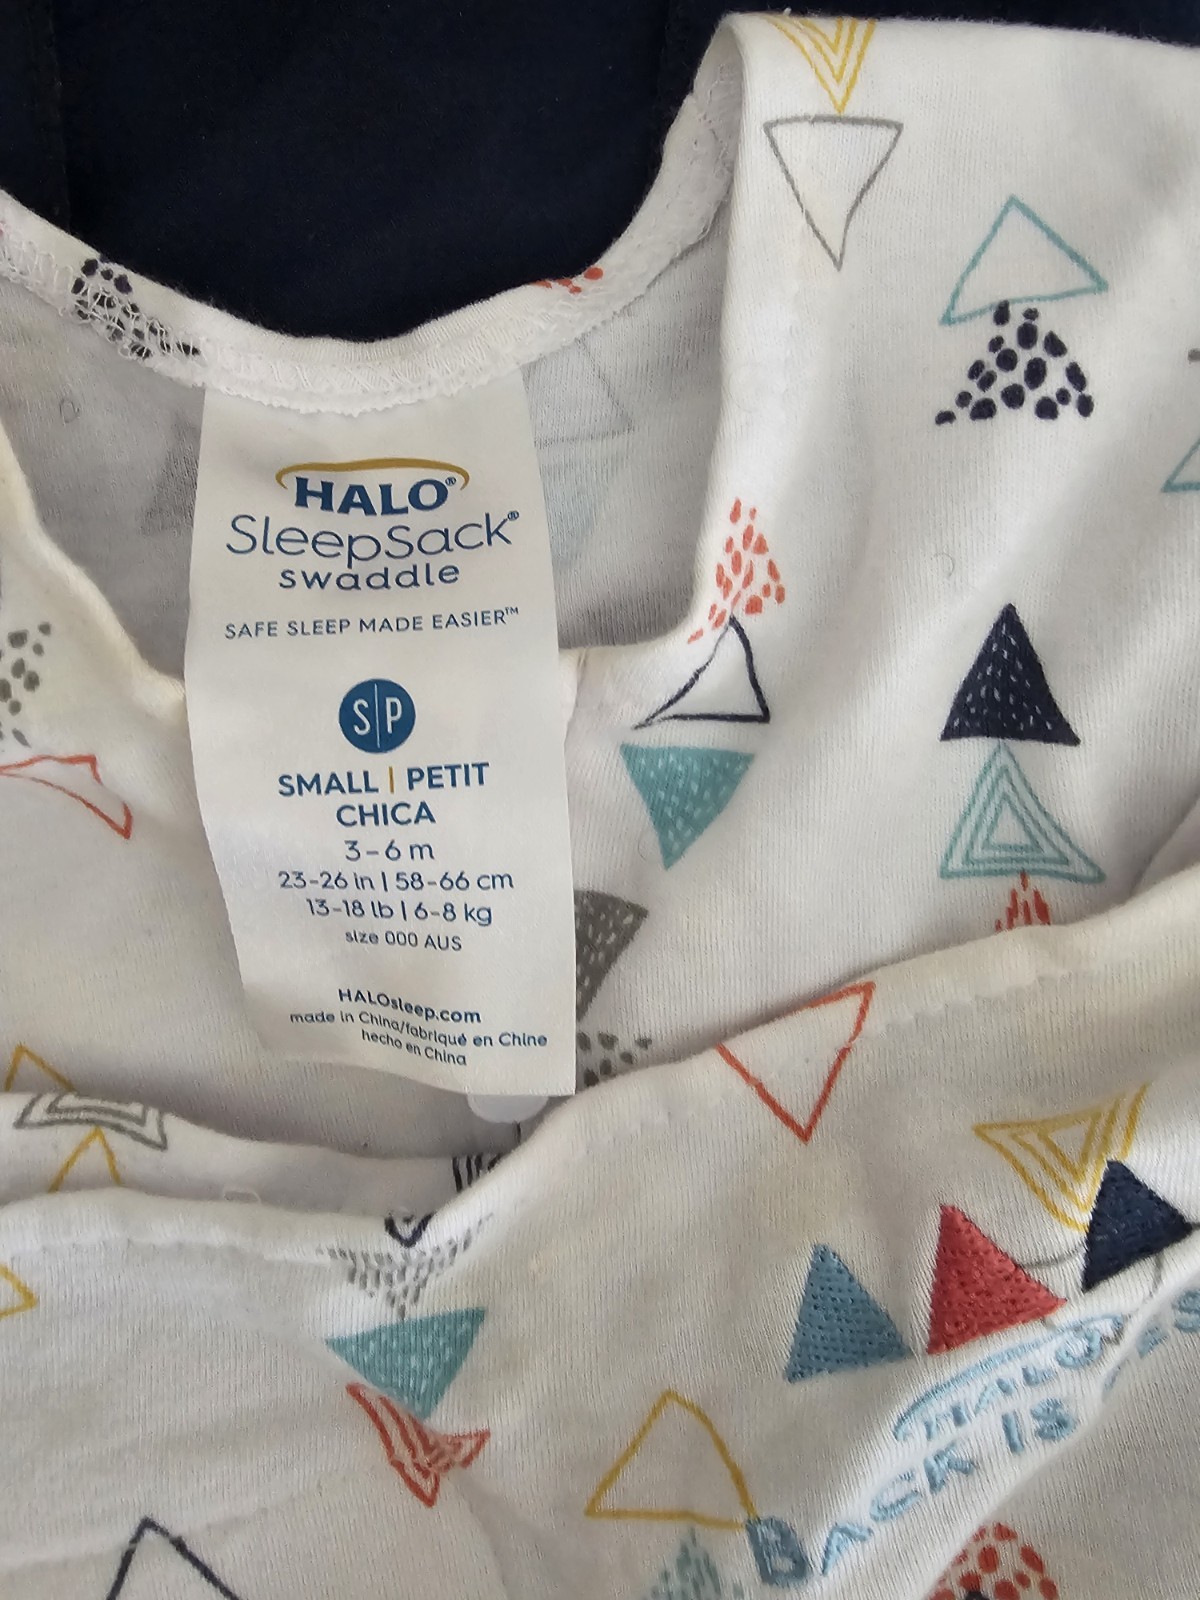 HALO®
SleepSack®
swaddle
SAFE SLEEP MADE EASIER™
S|P
SMALL | PETIT
CHICA
3-6 m
23-26 in | 58-66 cm
13-18 lb | 6-8 kg
size 000 AUS
HALOsleep.com
made in China/fabriqué en Chine
hecho en China
HALO
BACK IS